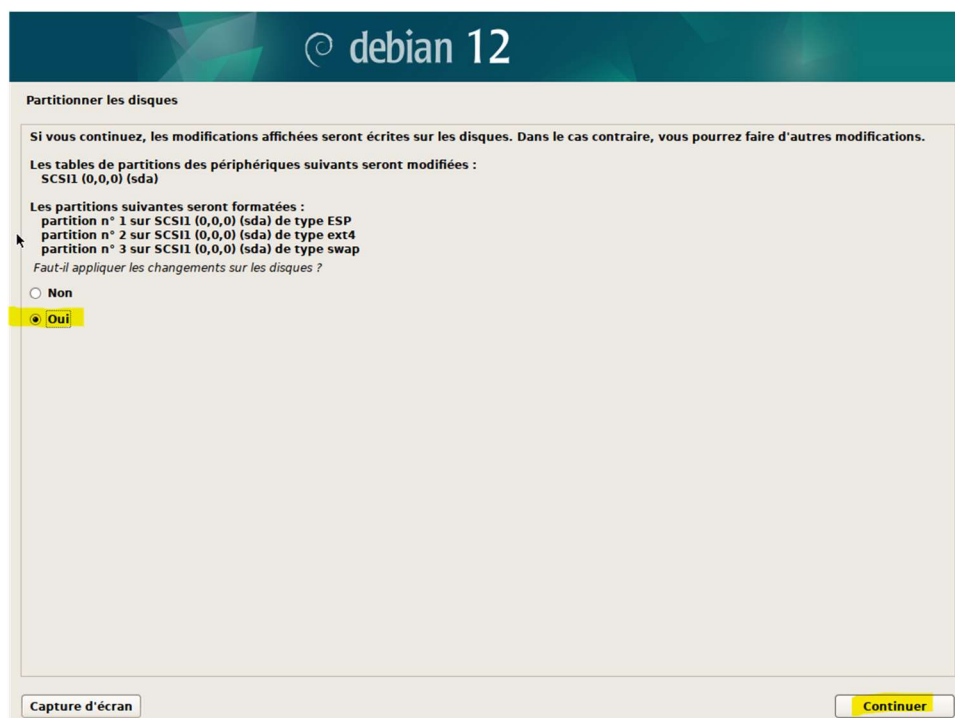 debian 12
Partitionner les disques
Si vous continuez, les modifications affichées seront écrites sur les disques. Dans le cas contraire, vous pourrez faire d'autres modifications.
Les tables de partitions des périphériques suivants seront modifiées :
SCSI1 (0,0,0) (sda)
Les partitions suivantes seront formatées :
partition n° 1 sur SCSI1 (0,0,0) (sda) de type ESP
partition n° 2 sur SCSI1 (0,0,0) (sda) de type ext4
partition n° 3 sur SCSI1 (0,0,0) (sda) de type swap
Faut-il appliquer les changements sur les disques ?
Non
Oui
Capture d'écran
Continuer